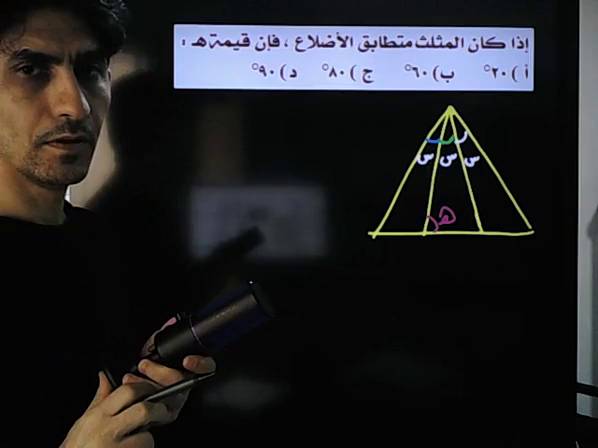 إذا كان المثلث متطابق الأضلاع ، فإن قيمة هـ :
أ ) ٢٠° ب ) ٦٠° ج ) ٨٠° د ) ٩٠°
س س س
هـ